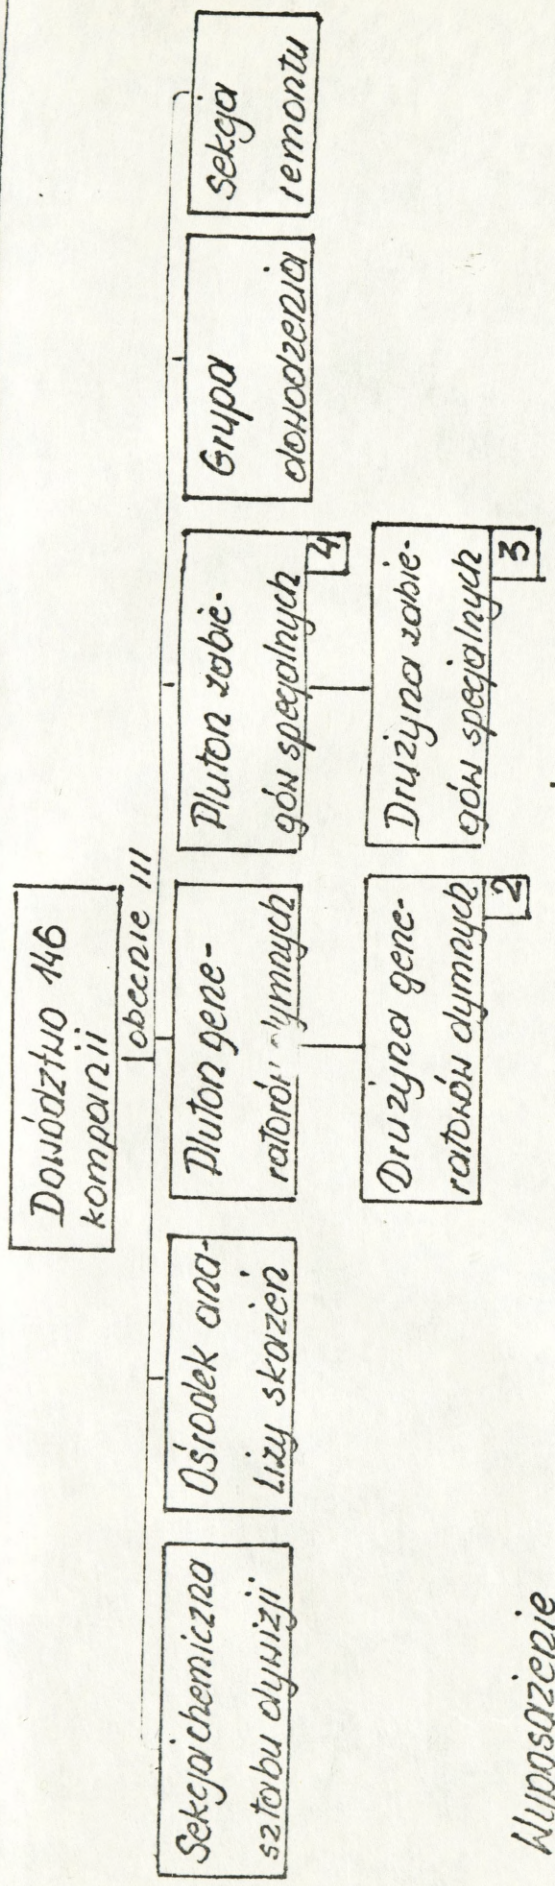 Dowództwo 146
kompanii
obecnie III
Sekcja chemiczna
sztabu dywizji
Ośrodek ana-
lizy skażeń
Pluton gene-
ratorów dymnych
Drużyna gene-
ratorów dymnych
2
Pluton zabie-
gów specjalnych
4
Drużyna zabie-
gów specjalnych
3
Grupa
dowodzenia
Sekcja
remontu
Wyposażenie